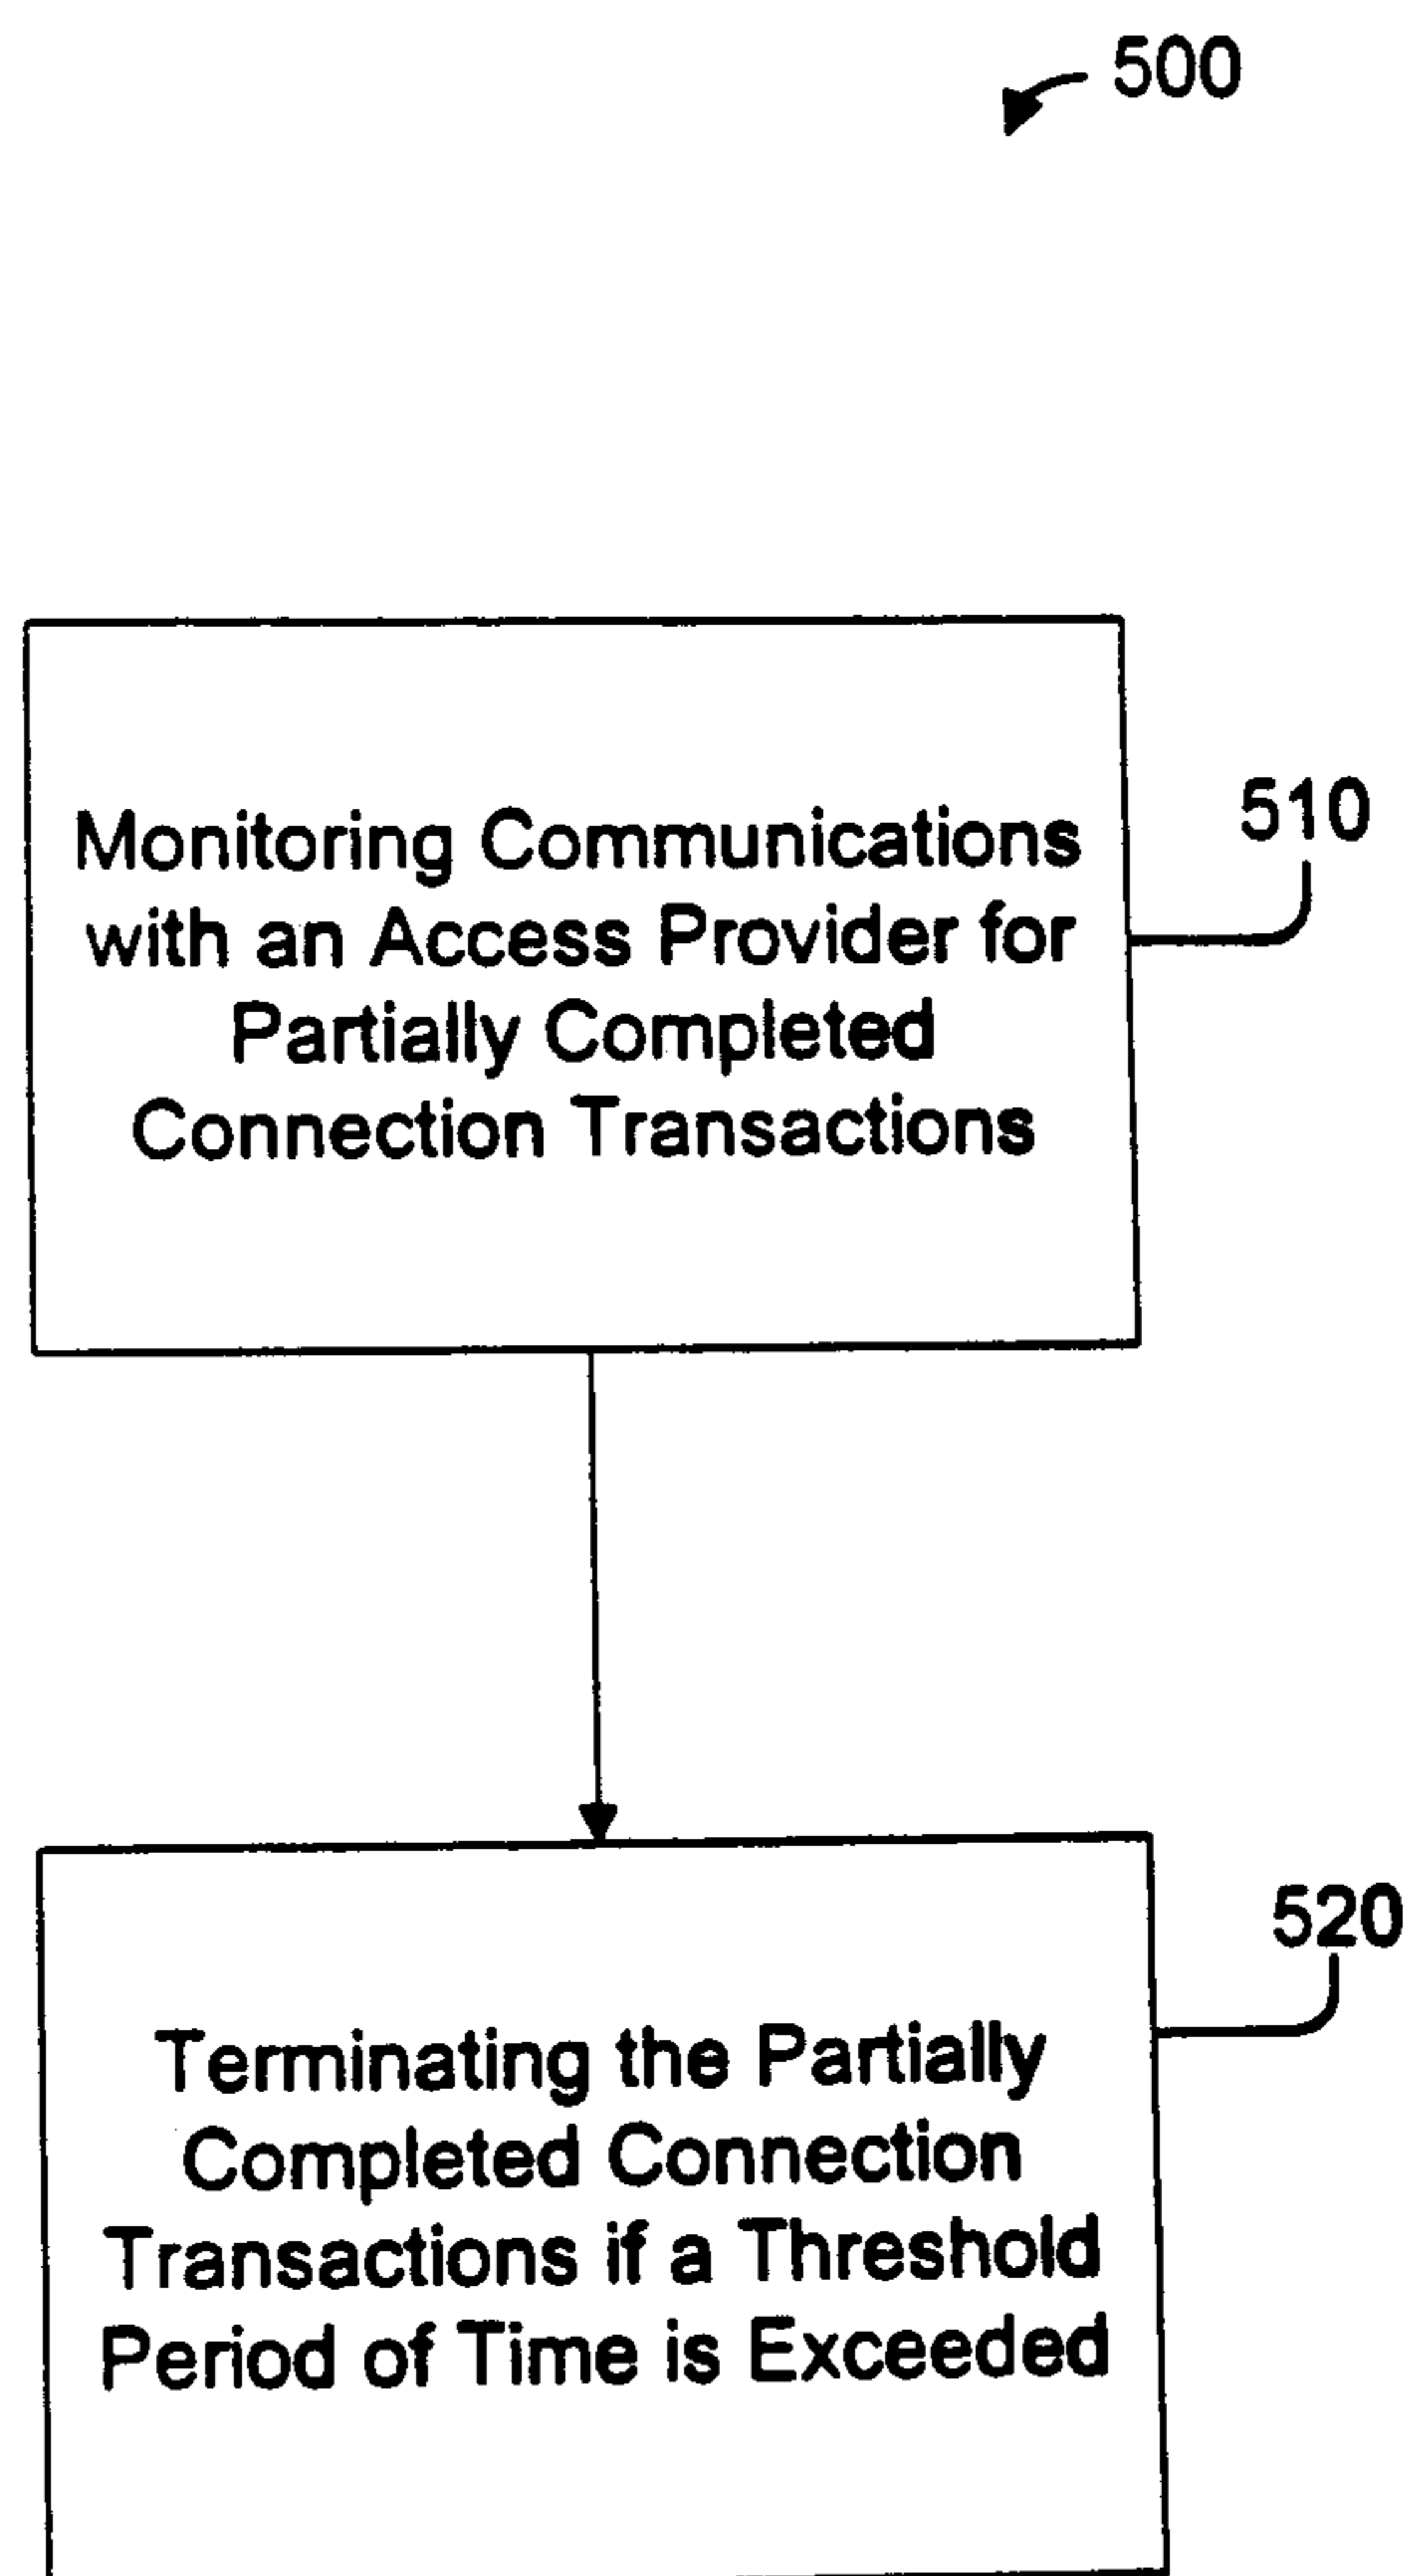 500
Monitoring Communications
with an Access Provider for
Partially Completed
Connection Transactions
510
Terminating the Partially
Completed Connection
Transactions if a Threshold
Period of Time is Exceeded
520